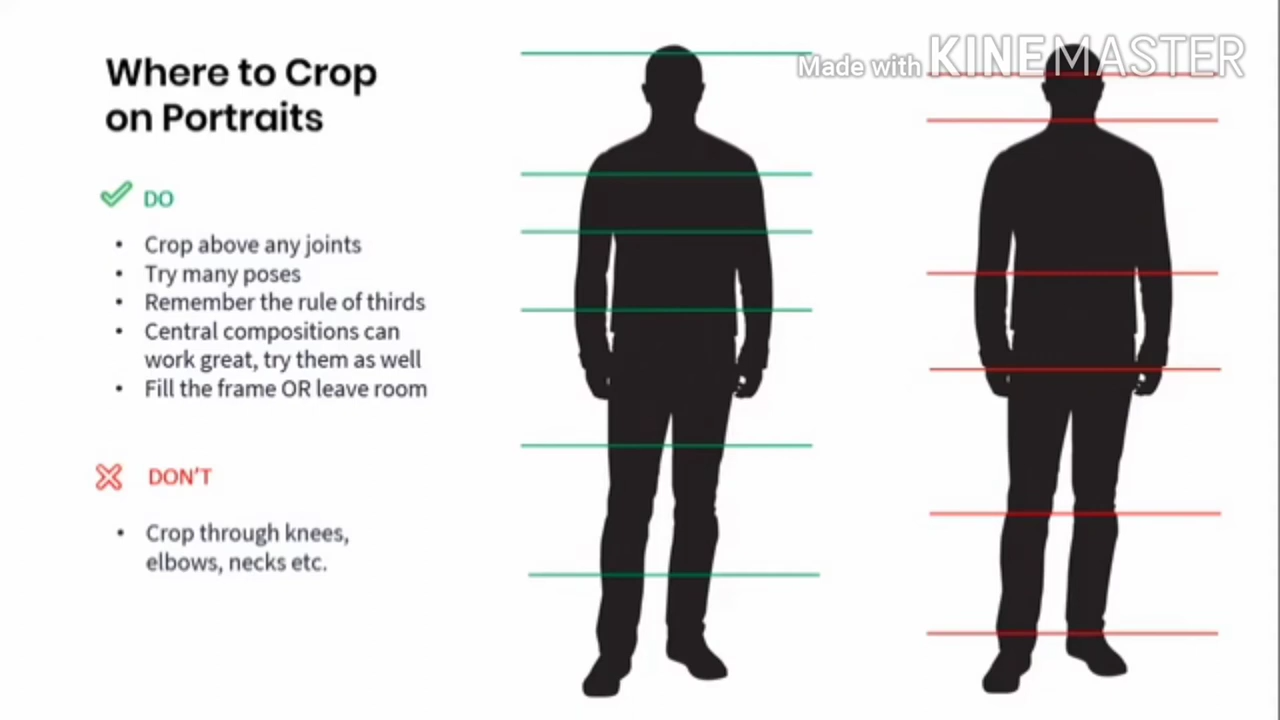 Where to Crop
on Portraits
DO
• Crop above any joints
• Try many poses
• Remember the rule of thirds
• Central compositions can
work great, try them as well
• Fill the frame OR leave room
DON'T
• Crop through knees,
elbows, necks etc.
Made with KINEMASTER